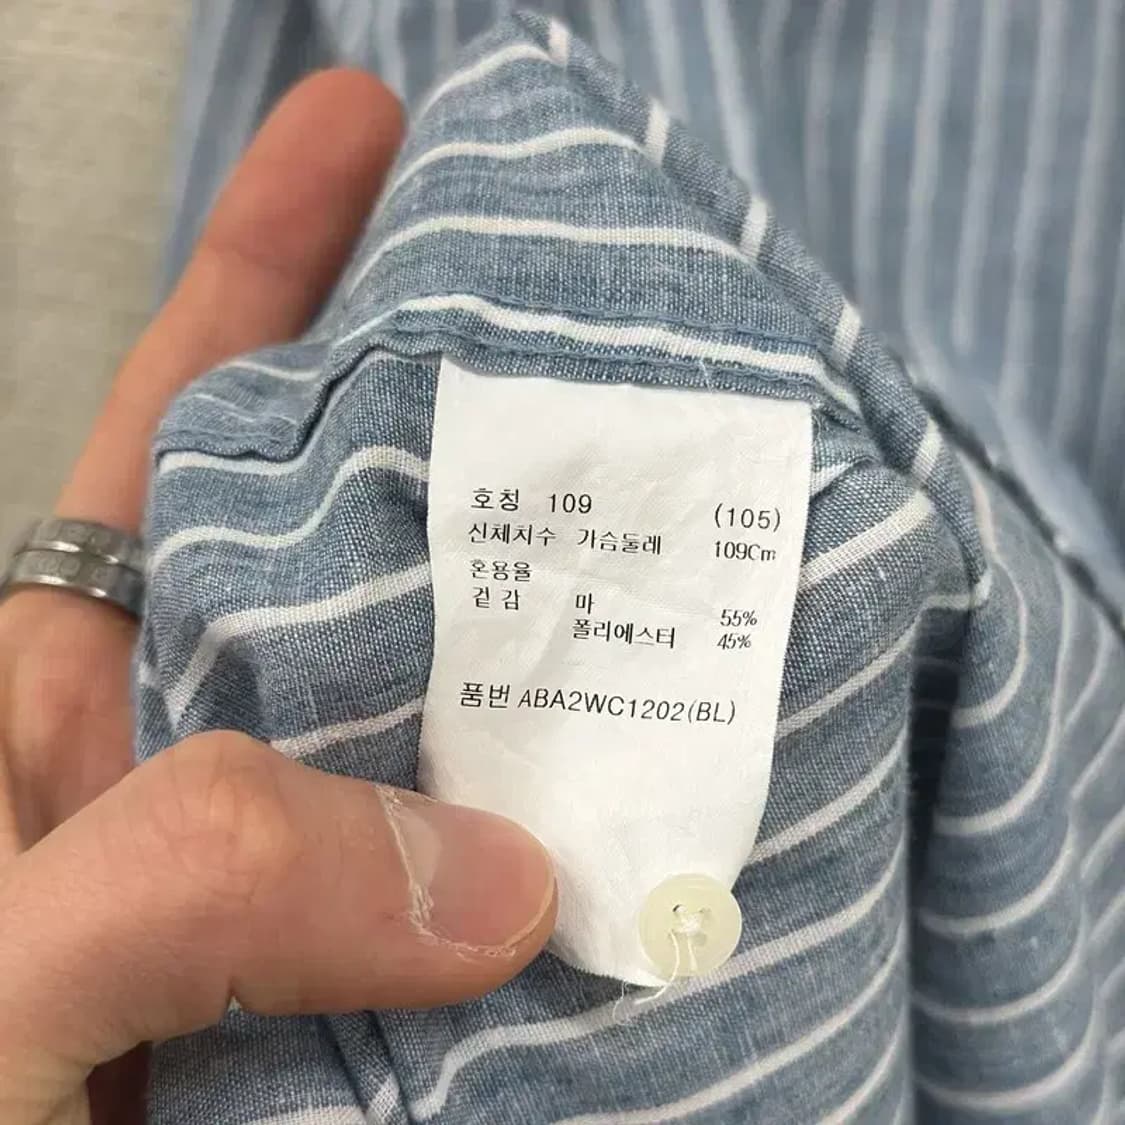 호칭 109 (105)
신체치수 가슴둘레 109Cm
혼용율
겉감 마 55%
폴리에스터 45%
품번 ABA2WC1202(BL)